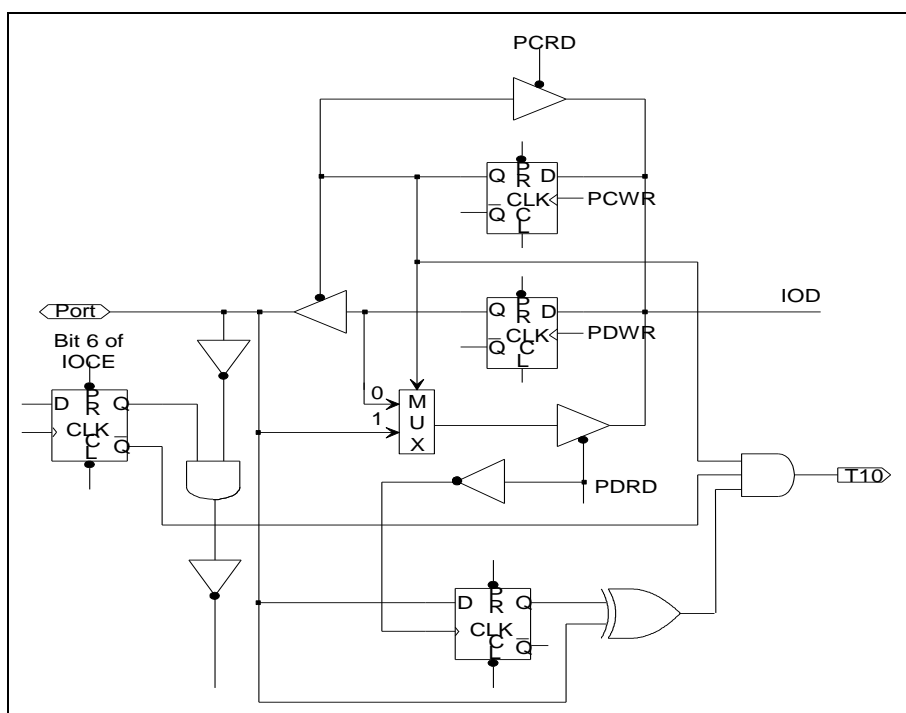 PCRD
Q P R D
CLK
Q C L
PCWR
Port
IOD
Q P R D
CLK
Q C L
PDWR
Bit 6 of
IOCE
D P R Q
CLK
C L Q
0
1
M
U
X
PDRD
T10
D P R Q
CLK
C L Q